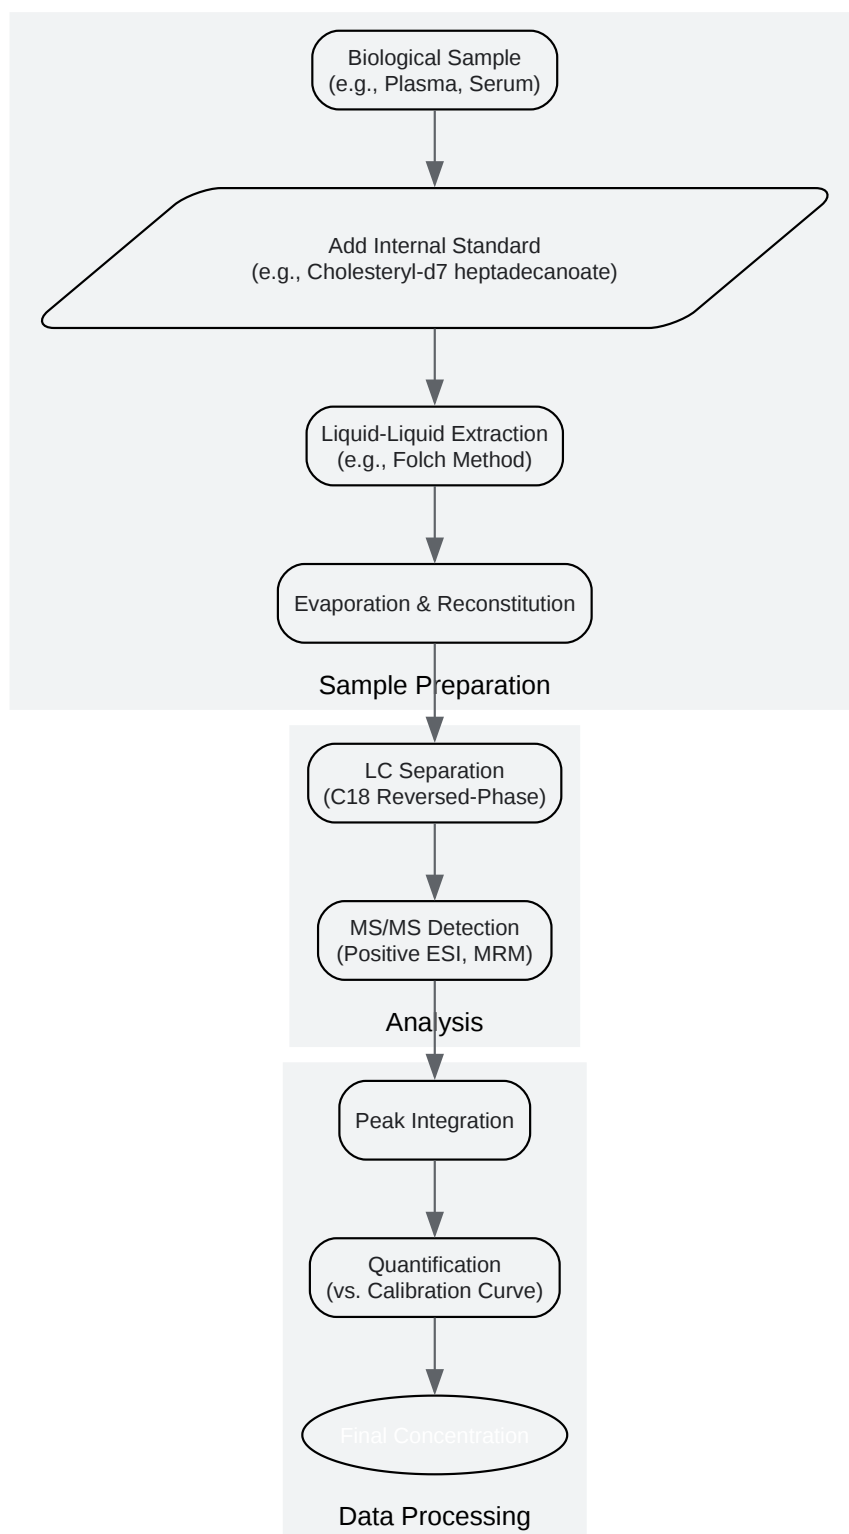 Biological Sample
(e.g., Plasma, Serum)
Add Internal Standard
(e.g., Cholesteryl-d7 heptadecanoate)
Liquid-Liquid Extraction
(e.g., Folch Method)
Evaporation & Reconstitution
Sample Preparation
LC Separation
(C18 Reversed-Phase)
MS/MS Detection
(Positive ESI, MRM)
Analysis
Peak Integration
Quantification
(vs. Calibration Curve)
Final Concentration
Data Processing